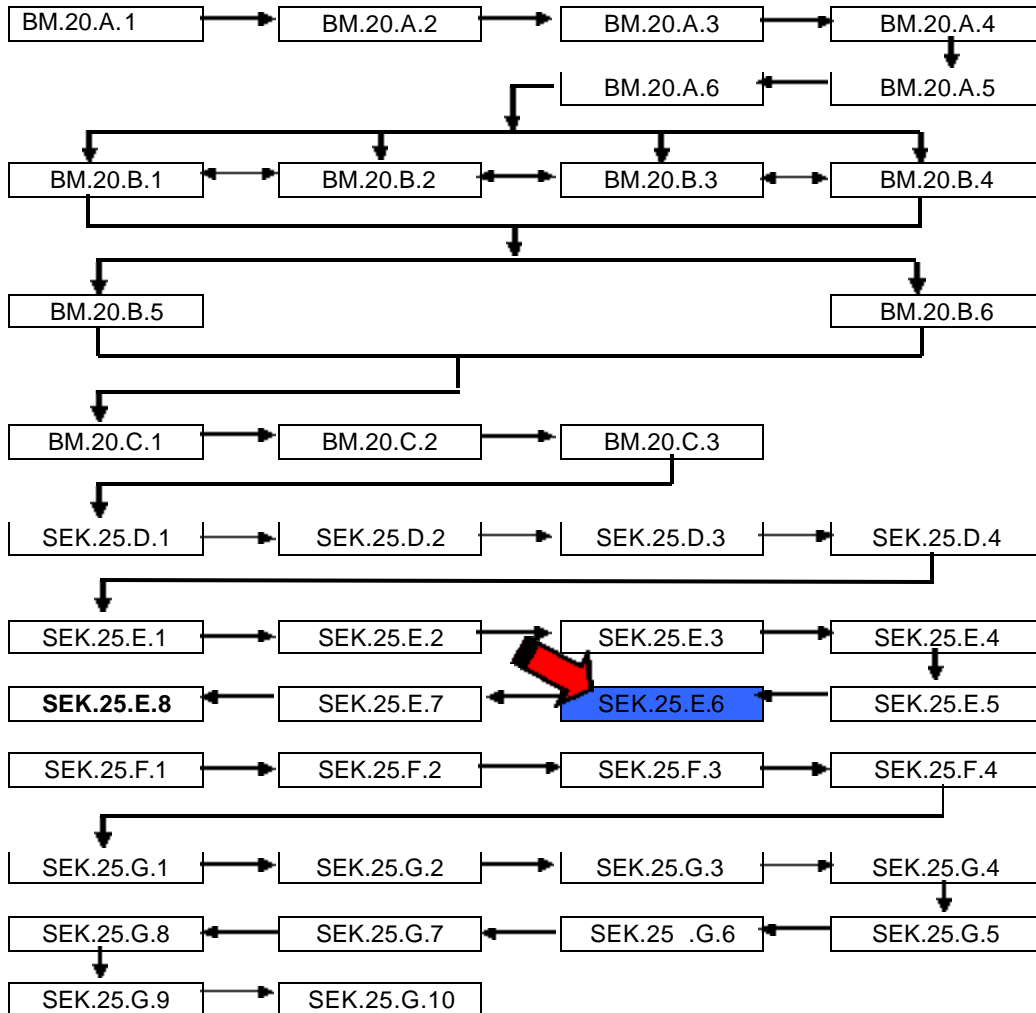 BM.20.A.1 BM.20.A.2 BM.20.A.3 BM.20.A.4
BM.20.A.6 BM.20.A.5
BM.20.B.1 BM.20.B.2 BM.20.B.3 BM.20.B.4
BM.20.B.5 BM.20.B.6
BM.20.C.1 BM.20.C.2 BM.20.C.3
SEK.25.D.1 SEK.25.D.2 SEK.25.D.3 SEK.25.D.4
SEK.25.E.1 SEK.25.E.2 SEK.25.E.3 SEK.25.E.4
SEK.25.E.8 SEK.25.E.7 SEK.25.E.6 SEK.25.E.5
SEK.25.F.1 SEK.25.F.2 SEK.25.F.3 SEK.25.F.4
SEK.25.G.1 SEK.25.G.2 SEK.25.G.3 SEK.25.G.4
SEK.25.G.8 SEK.25.G.7 SEK.25 .G.6 SEK.25.G.5
SEK.25.G.9 SEK.25.G.10